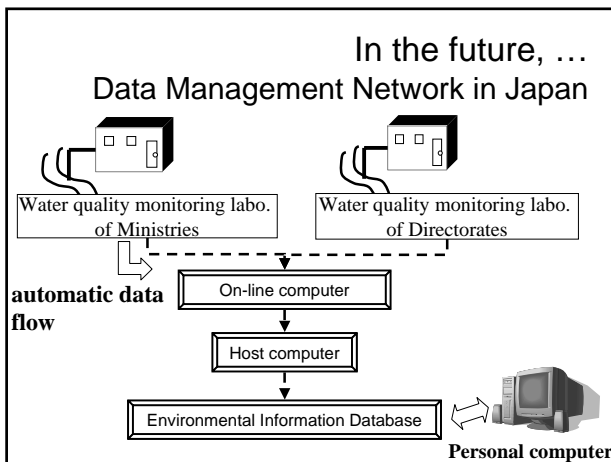 In the future, …
Data Management Network in Japan
Water quality monitoring labo.
of Ministries
Water quality monitoring labo.
of Directorates
automatic data
flow
On-line computer
Host computer
Environmental Information Database
Personal computer